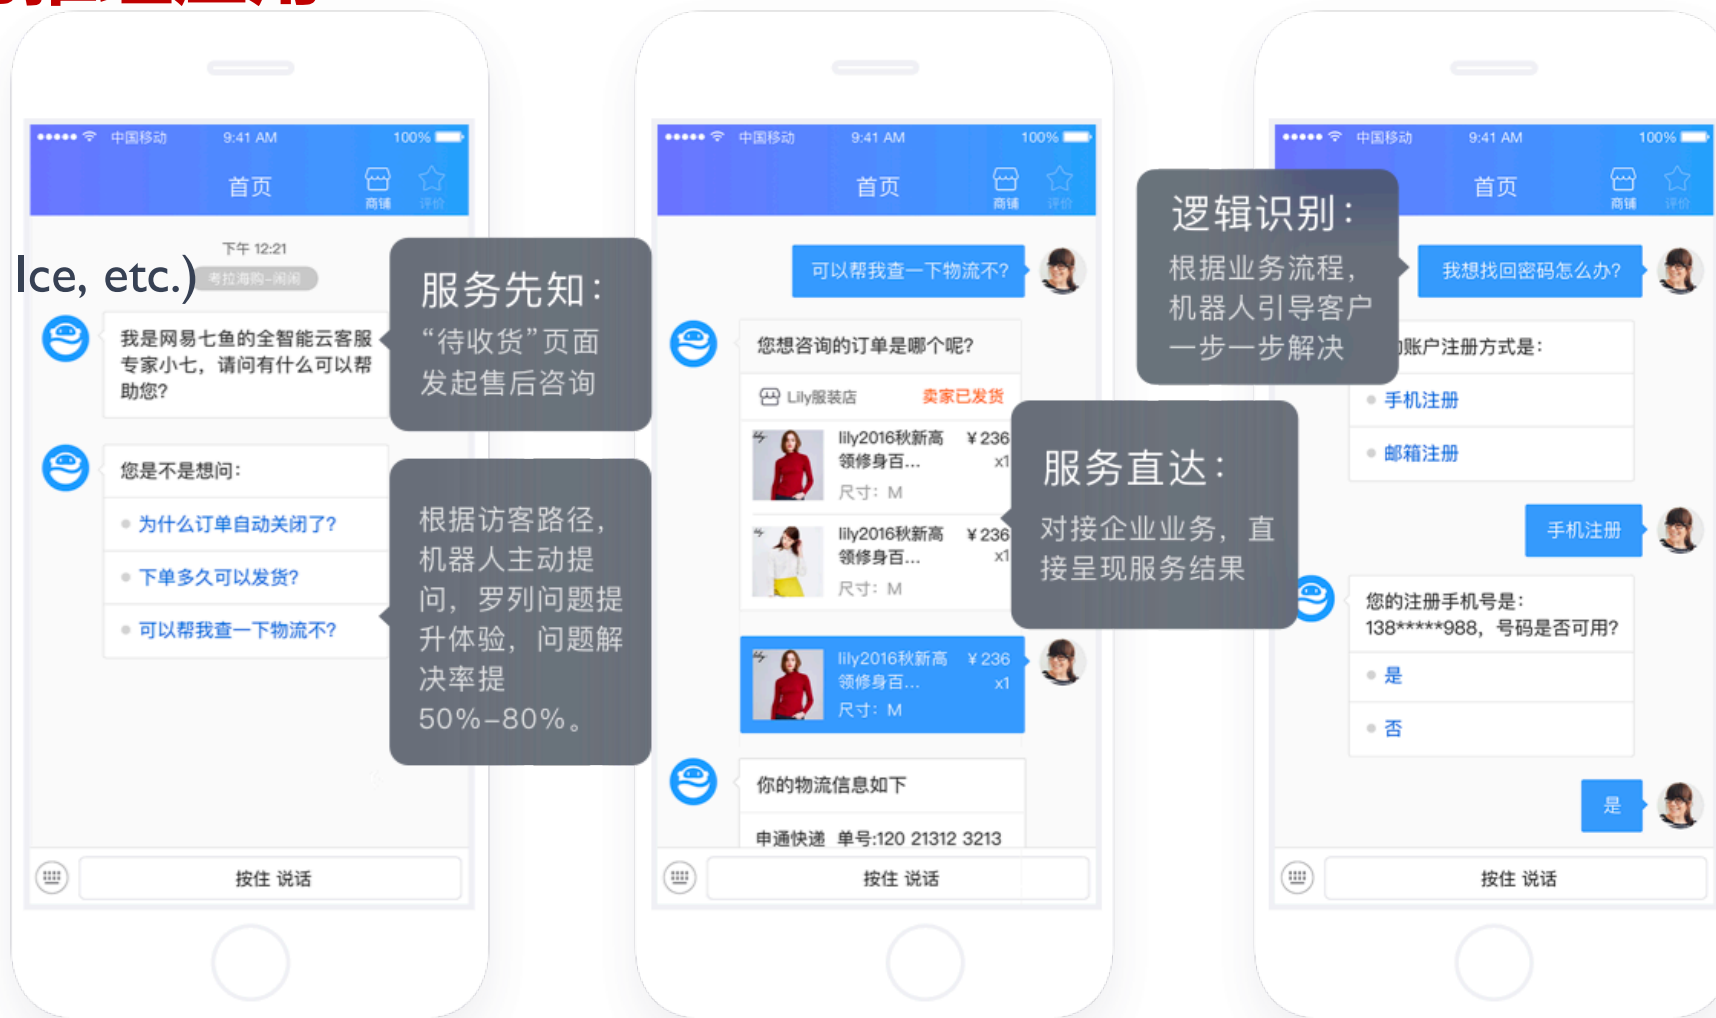 中国移动 9:41 AM 100%
首页
商铺 评价
下午 12:21
考拉海购-闲闲
Ice, etc.)
我是网易七鱼的全智能云客服
专家小七，请问有什么可以帮
助您？
您是不是想问：
为什么订单自动关闭了？
下单多久可以发货？
可以帮我查一下物流不？
按住 说话
服务先知：
“待收货”页面
发起售后咨询
根据访客路径，
机器人主动提
问，罗列问题提
升体验，问题解
决率提
50%-80%。
中国移动 9:41 AM 100%
首页
商铺 评价
可以帮我查一下物流不？
您想咨询的订单是哪个呢？
Lily服装店 卖家已发货
lily2016秋新高 ¥236
领修身百... x1
尺寸：M
lily2016秋新高 ¥236
领修身百... x1
尺寸：M
lily2016秋新高 ¥236
领修身百... x1
尺寸：M
你的物流信息如下
申通快递 单号:120 21312 3213
按住 说话
服务直达：
对接企业业务，直
接呈现服务结果
逻辑识别：
根据业务流程，
机器人引导客户
一步一步解决
中国移动 9:41 AM 100%
首页
商铺 评价
我想找回密码怎么办？
账户注册方式是：
手机注册
邮箱注册
手机注册
您的注册手机号是：
138*****988，号码是否可用？
是
否
是
按住 说话